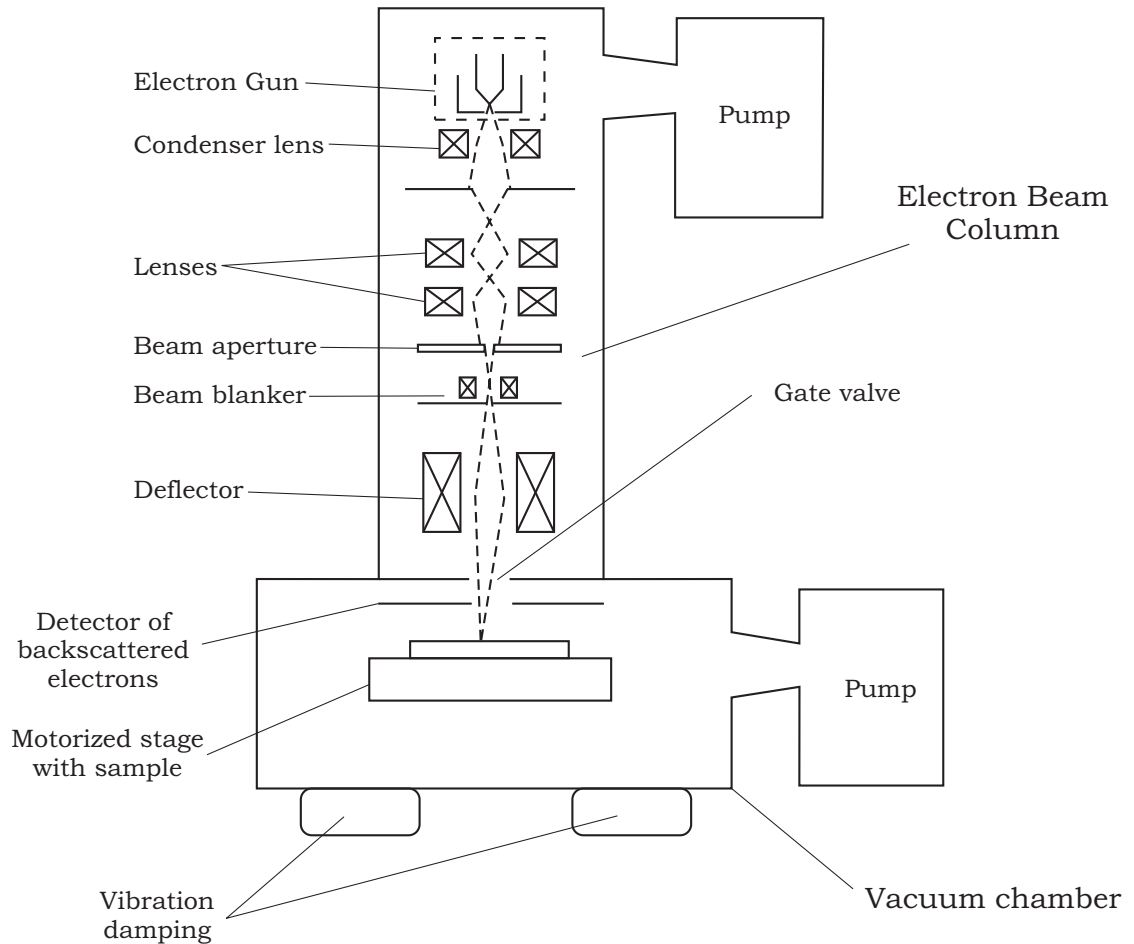 Electron Gun
Pump
Condenser lens
Electron Beam
Column
Lenses
Beam aperture
Beam blanker
Gate valve
Deflector
Detector of
backscattered
electrons
Pump
Motorized stage
with sample
Vibration
damping
Vacuum chamber